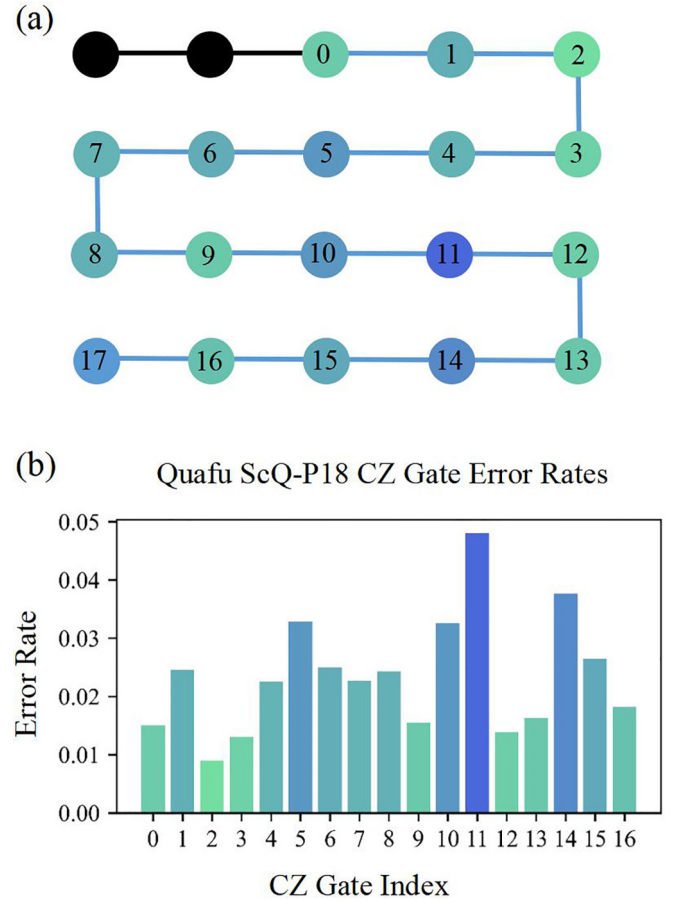 (a)
0 1 2
7 6 5 4 3
8 9 10 11 12
17 16 15 14 13
(b)
Quafu ScQ-P18 CZ Gate Error Rates
0.05
0.04
0.03
0.02
0.01
0.00
Error Rate
0 1 2 3 4 5 6 7 8 9 10 11 12 13 14 15 16
CZ Gate Index